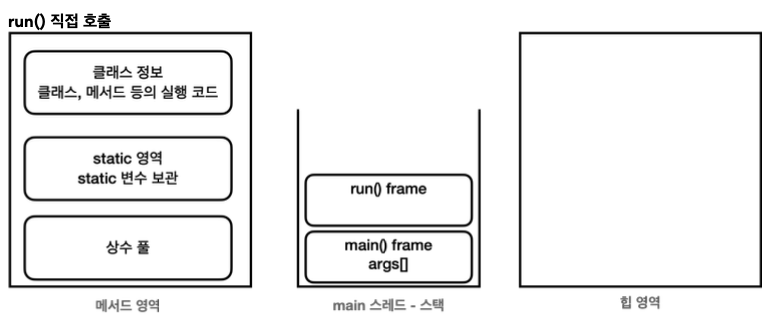 run() 직접 호출
클래스 정보
클래스, 메서드 등의 실행 코드
static 영역
static 변수 보관
상수 풀
메서드 영역
run() frame
main() frame
args[]
main 스레드 - 스택
힙 영역